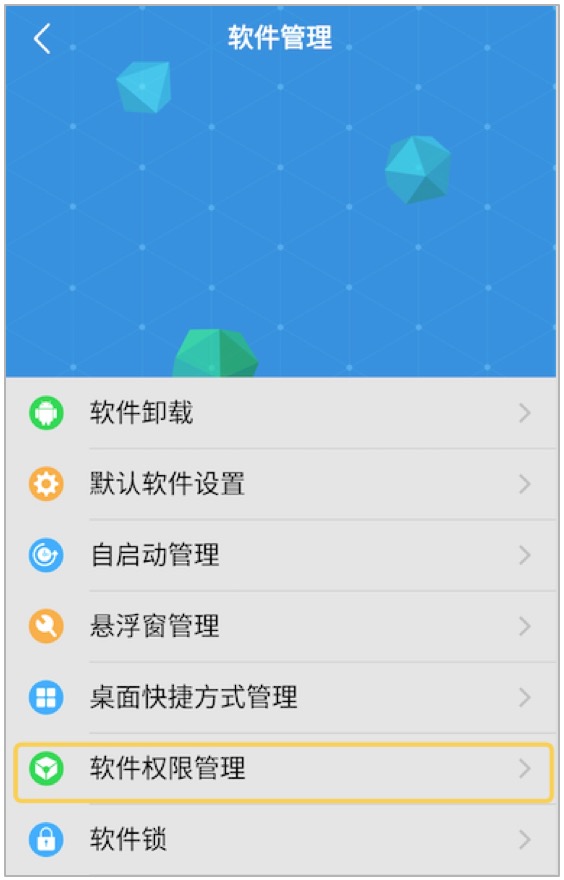 软件管理
软件卸载
默认软件设置
自启动管理
悬浮窗管理
桌面快捷方式管理
软件权限管理
软件锁